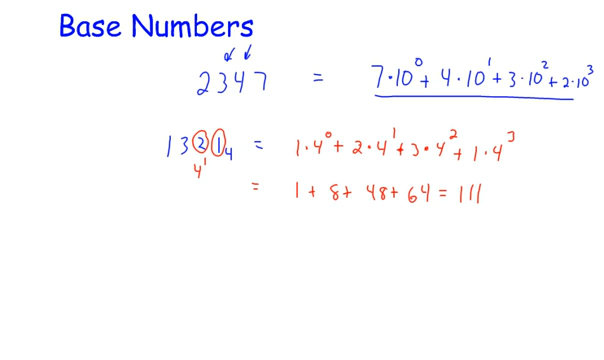 Base Numbers
2347 = 7·10⁰ + 4·10¹ + 3·10² + 2·10³
1321₄ = 1·4⁰ + 2·4¹ + 3·4² + 1·4³
4¹
= 1 + 8 + 48 + 64 = 111